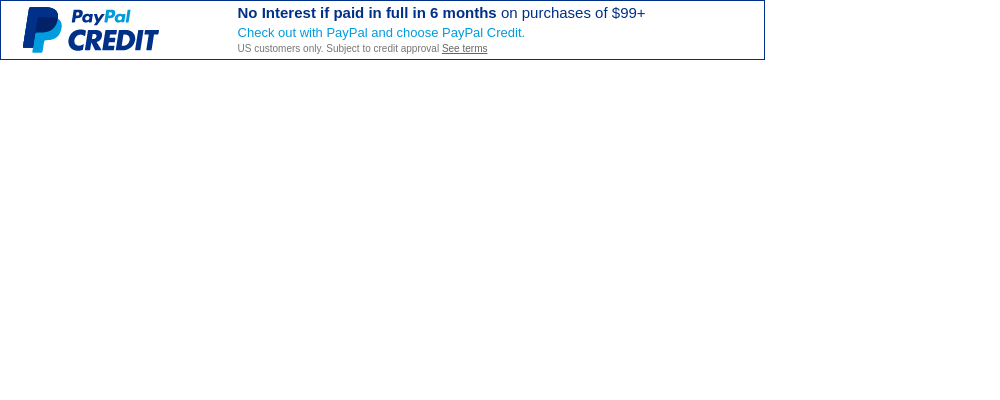 PayPal
CREDIT
No Interest if paid in full in 6 months on purchases of $99+
Check out with PayPal and choose PayPal Credit.
US customers only. Subject to credit approval See terms